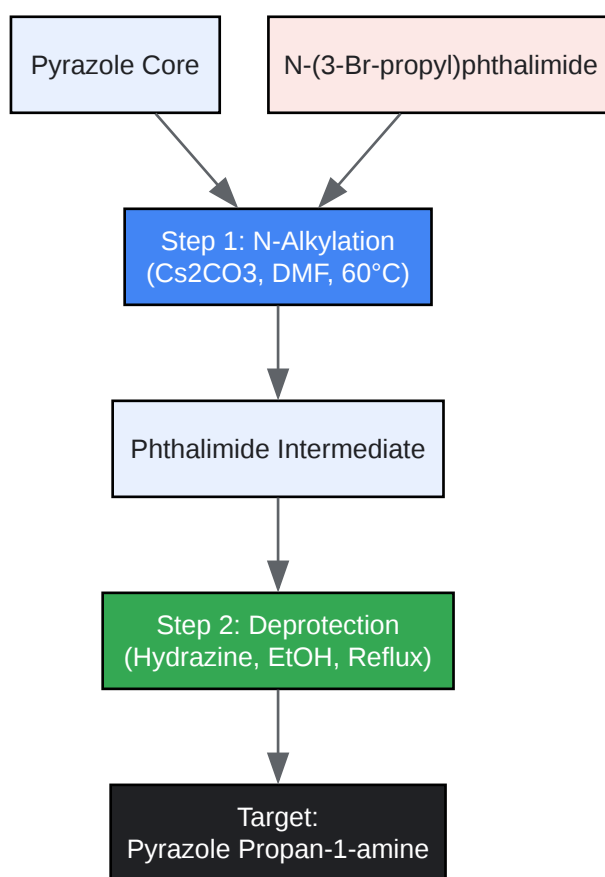 Pyrazole Core
N-(3-Br-propyl)phthalimide
Step 1: N-Alkylation
(Cs2CO3, DMF, 60°C)
Phthalimide Intermediate
Step 2: Deprotection
(Hydrazine, EtOH, Reflux)
Target:
Pyrazole Propan-1-amine